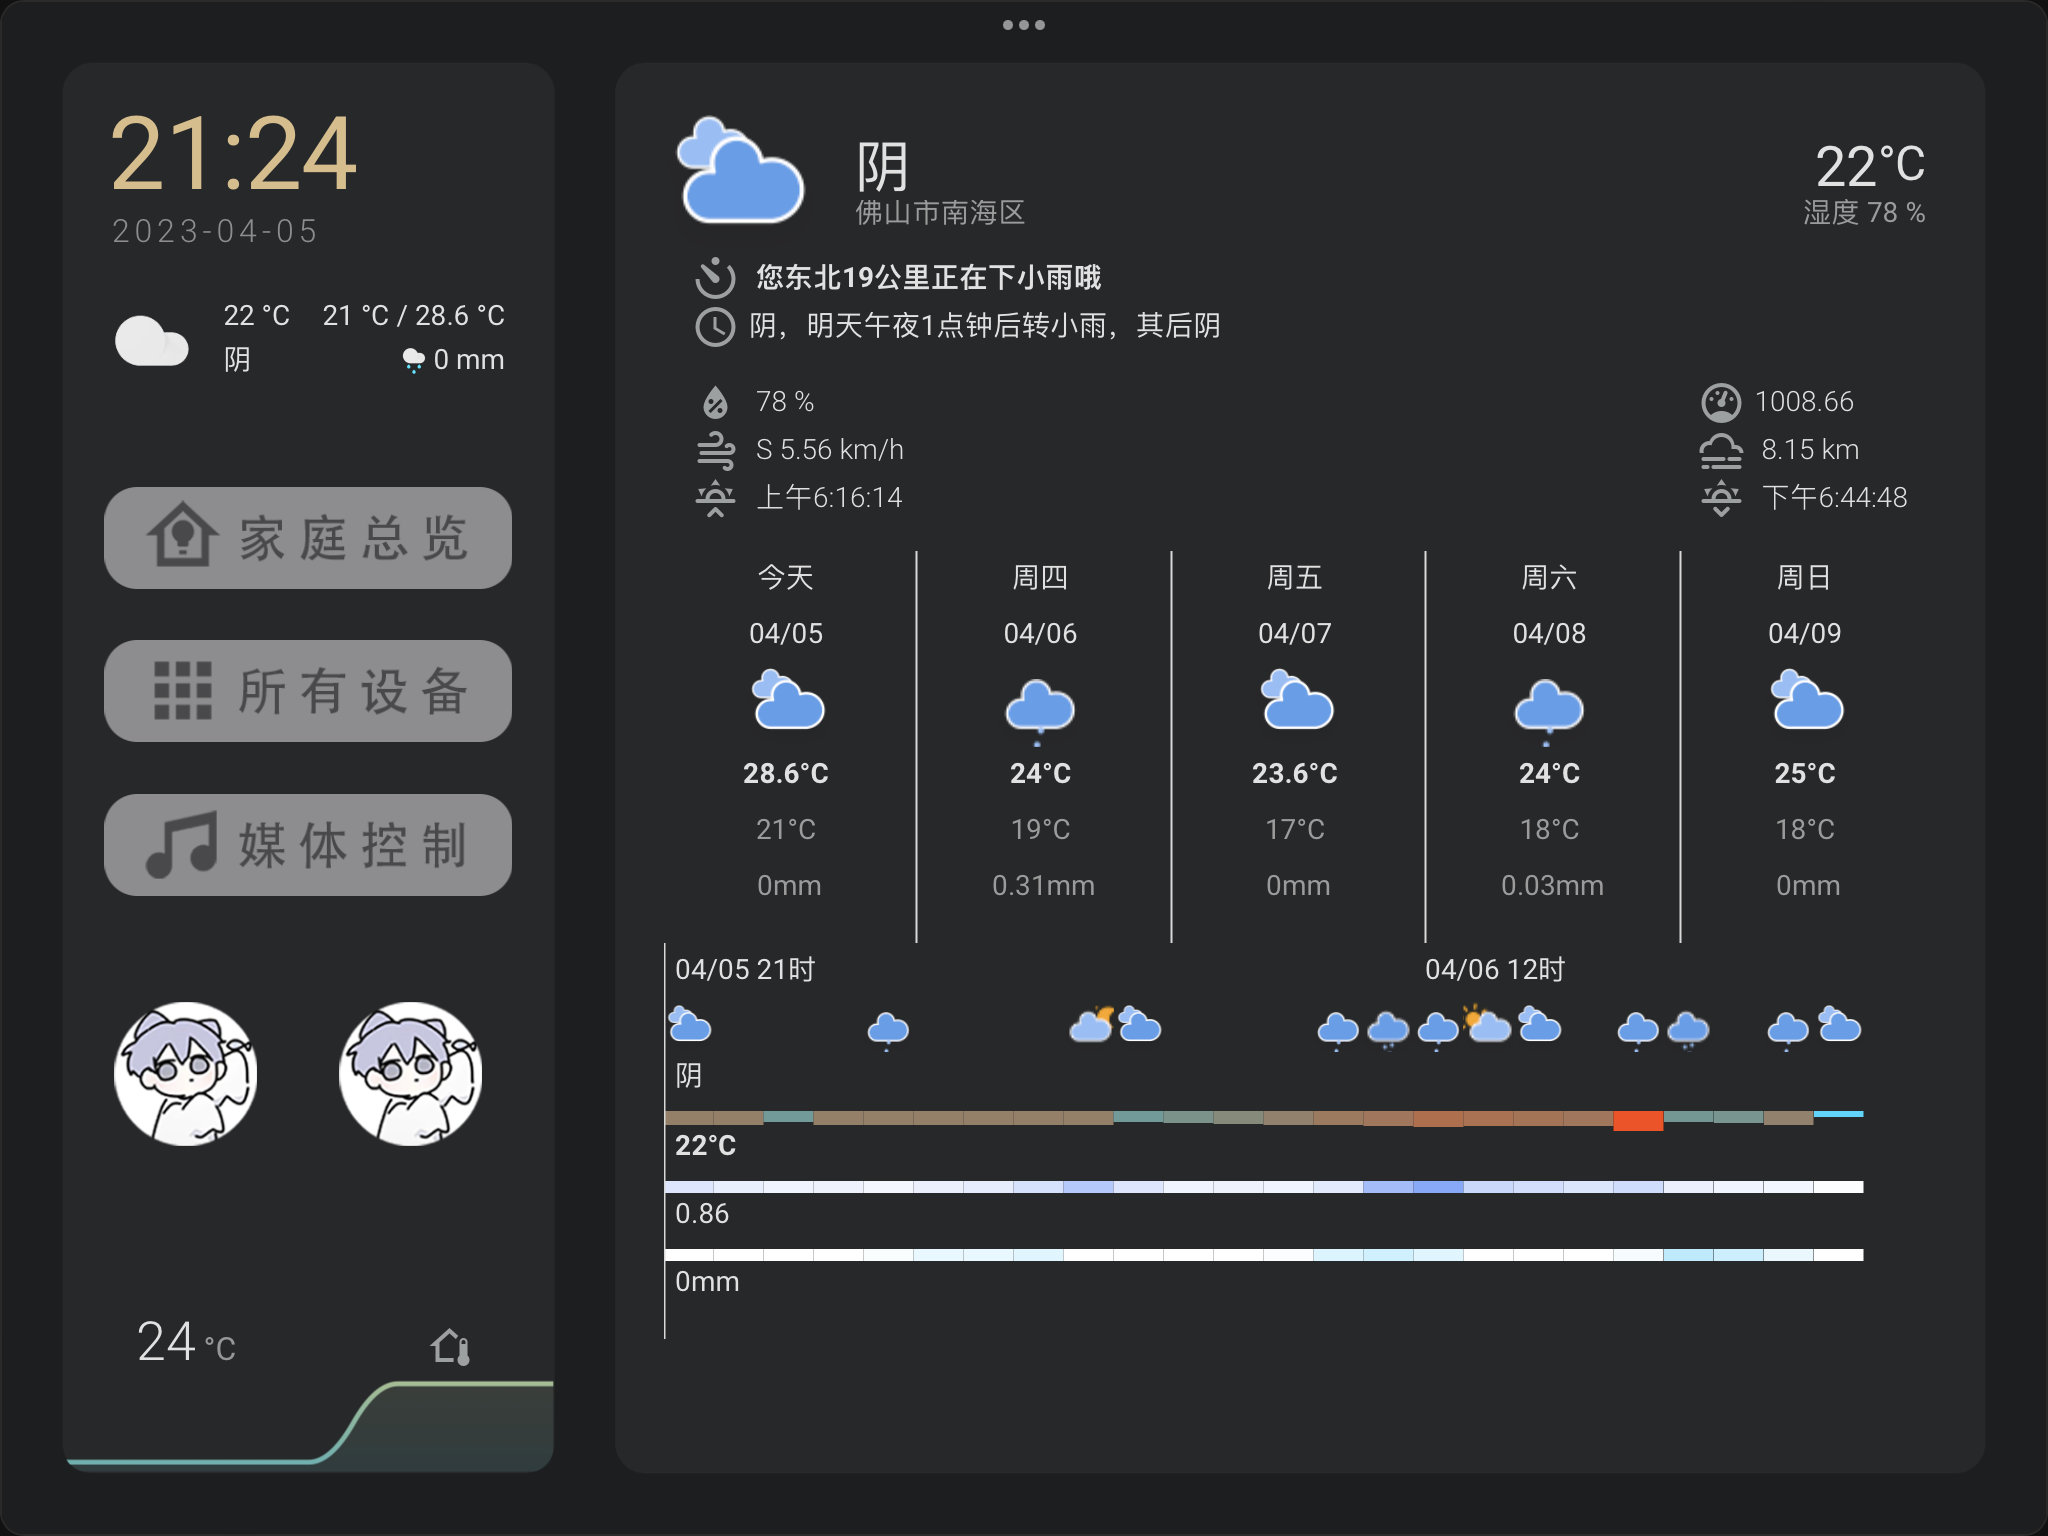 21:24
2023-04-05
22 °C 21 °C / 28.6 °C
阴 0 mm
家庭总览
所有设备
媒体控制
24 °C
阴 22°C
佛山市南海区 湿度 78 %
您东北19公里正在下小雨哦
阴，明天午夜1点钟后转小雨，其后阴
78 % 1008.66
S 5.56 km/h 8.15 km
上午6:16:14 下午6:44:48
今天 周四 周五 周六 周日
04/05 04/06 04/07 04/08 04/09
28.6°C 24°C 23.6°C 24°C 25°C
21°C 19°C 17°C 18°C 18°C
0mm 0.31mm 0mm 0.03mm 0mm
04/05 21时 04/06 12时
阴
22°C
0.86
0mm